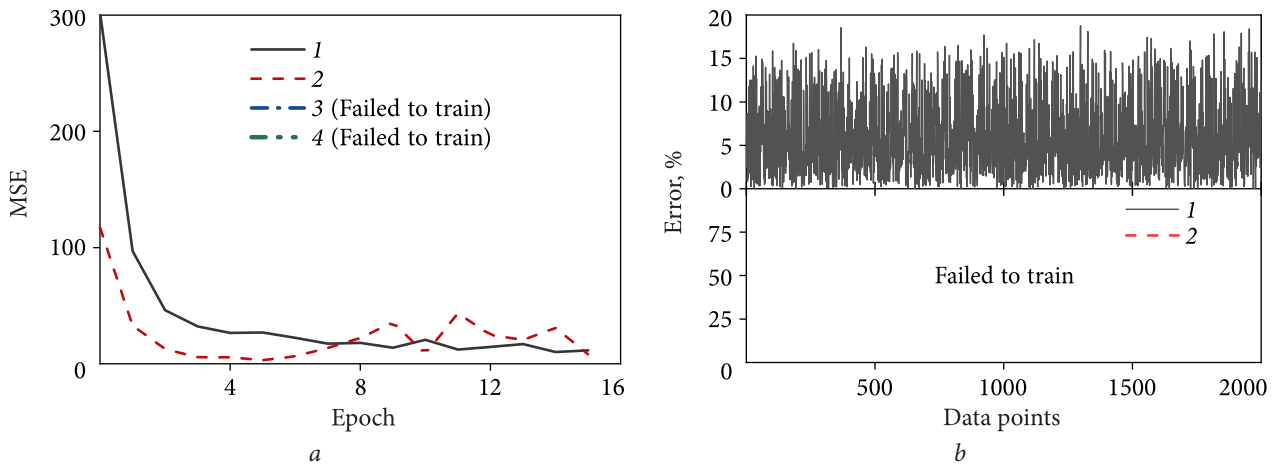 300
200
100
0
MSE
1
2
3 (Failed to train)
4 (Failed to train)
4
8
12
16
Epoch
a
20
15
10
5
0
75
50
25
0
Error, %
1
2
Failed to train
500
1000
1500
2000
Data points
b